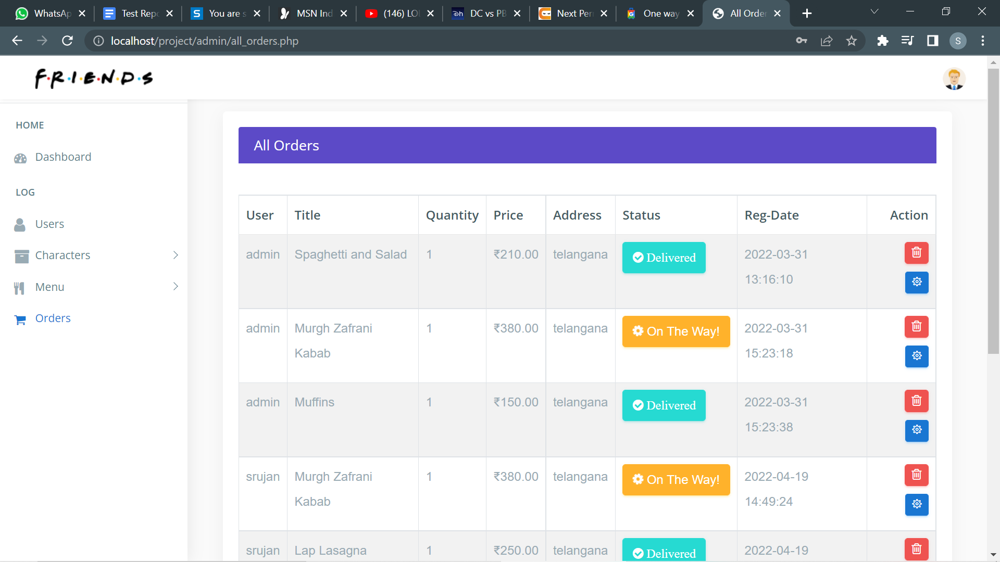 WhatsAp
Test Repo
You are s
MSN Ind
(146) LO
DC vs PB
Next Per
One way
All Order
localhost/project/admin/all_orders.php
S
F·R·I·E·N·D·S
HOME
Dashboard
LOG
Users
Characters
Menu
Orders
All Orders
User Title Quantity Price Address Status Reg-Date Action
admin Spaghetti and Salad 1 ₹210.00 telangana Delivered 2022-03-31
13:16:10
admin Murgh Zafrani 1 ₹380.00 telangana On The Way! 2022-03-31
Kabab 15:23:18
admin Muffins 1 ₹150.00 telangana Delivered 2022-03-31
15:23:38
srujan Murgh Zafrani 1 ₹380.00 telangana On The Way! 2022-04-19
Kabab 14:49:24
srujan Lap Lasagna 1 ₹250.00 telangana Delivered 2022-04-19